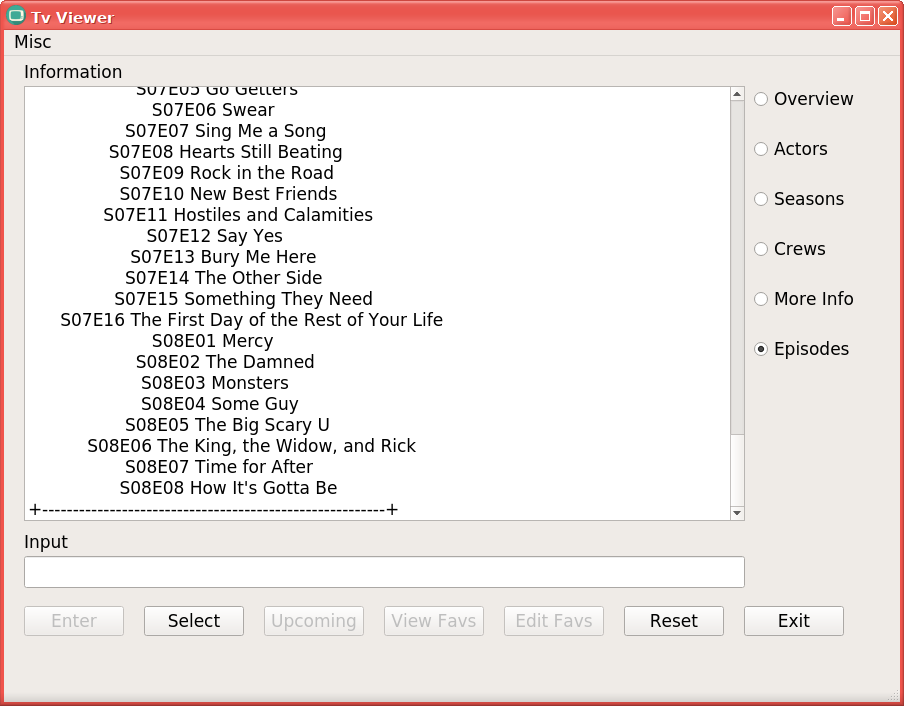 Tv Viewer
Misc
Information
S07E05 Go Getters
S07E06 Swear
S07E07 Sing Me a Song
S07E08 Hearts Still Beating
S07E09 Rock in the Road
S07E10 New Best Friends
S07E11 Hostiles and Calamities
S07E12 Say Yes
S07E13 Bury Me Here
S07E14 The Other Side
S07E15 Something They Need
S07E16 The First Day of the Rest of Your Life
S08E01 Mercy
S08E02 The Damned
S08E03 Monsters
S08E04 Some Guy
S08E05 The Big Scary U
S08E06 The King, the Widow, and Rick
S08E07 Time for After
S08E08 How It's Gotta Be
+--------------------------------------------------------+
Overview
Actors
Seasons
Crews
More Info
Episodes
Input
Enter Select Upcoming View Favs Edit Favs Reset Exit